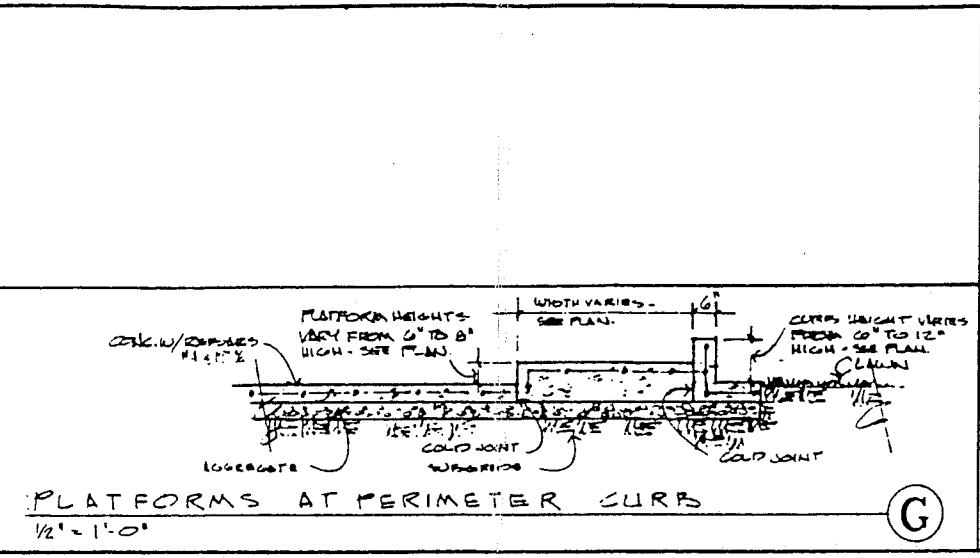 WIDTH VARIES -
SEE PLAN.
6"
PLATFORM HEIGHTS
VARY FROM 6" TO 8"
HIGH - SEE PLAN.
CURB HEIGHT VARIES
FROM 6" TO 12"
HIGH - SEE PLAN.
LAWN
CONC. W/
COLD JOINT
SUBGRADE
COLD JOINT
AGGREGATE
PLATFORMS AT PERIMETER CURB
1/2" = 1'-0"
G